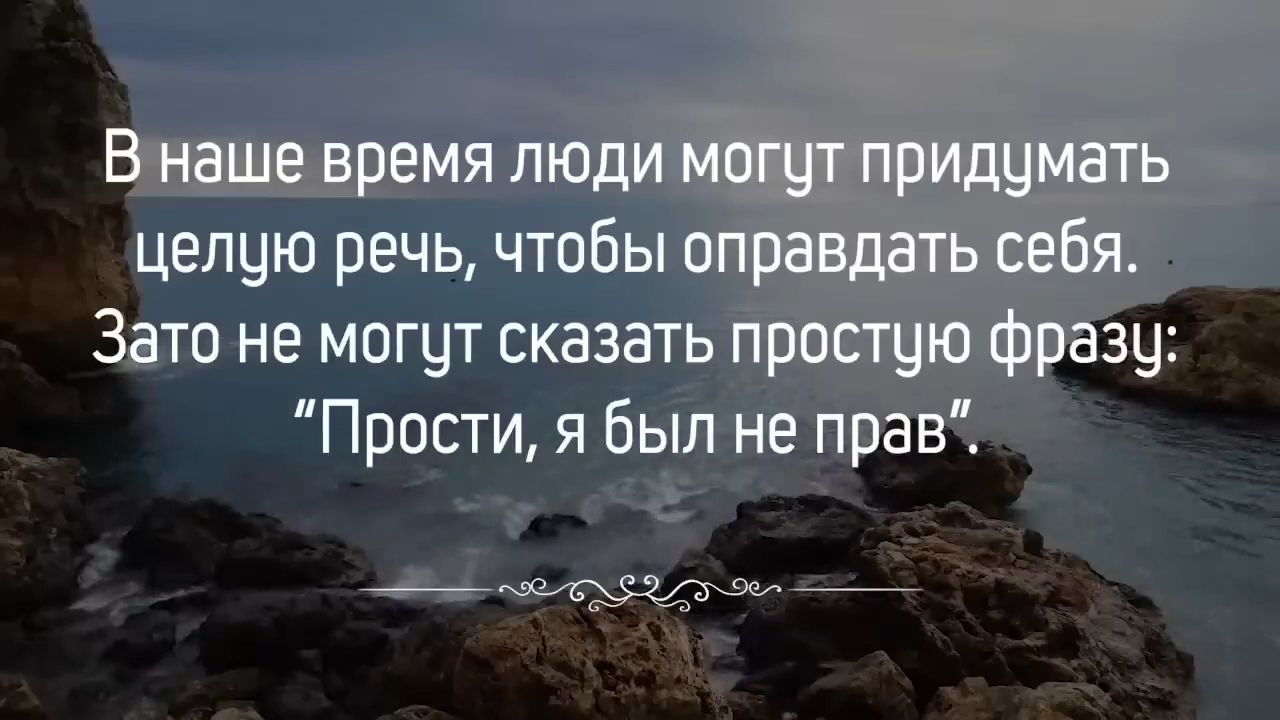 В наше время люди могут придумать
целую речь, чтобы оправдать себя.
Зато не могут сказать простую фразу:
“Прости, я был не прав”.